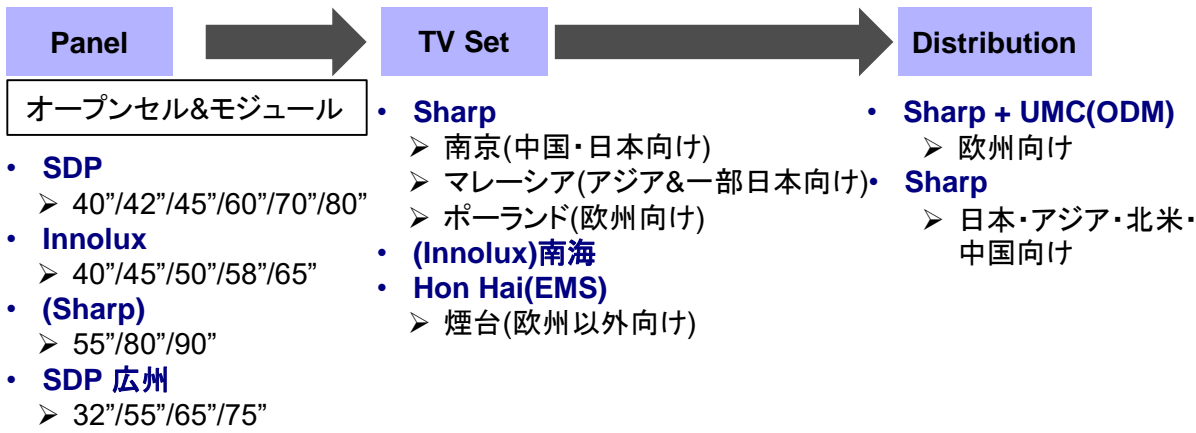 Panel
TV Set
Distribution
オープンセル&モジュール
• SDP
➢ 40”/42”/45”/60”/70”/80”
• Innolux
➢ 40”/45”/50”/58”/65”
• (Sharp)
➢ 55”/80”/90”
• SDP 広州
➢ 32”/55”/65”/75”
• Sharp
➢ 南京(中国・日本向け)
➢ マレーシア(アジア&一部日本向け)
➢ ポーランド(欧州向け)
• (Innolux)南海
• Hon Hai(EMS)
➢ 煙台(欧州以外向け)
• Sharp + UMC(ODM)
➢ 欧州向け
• Sharp
➢ 日本・アジア・北米・
中国向け